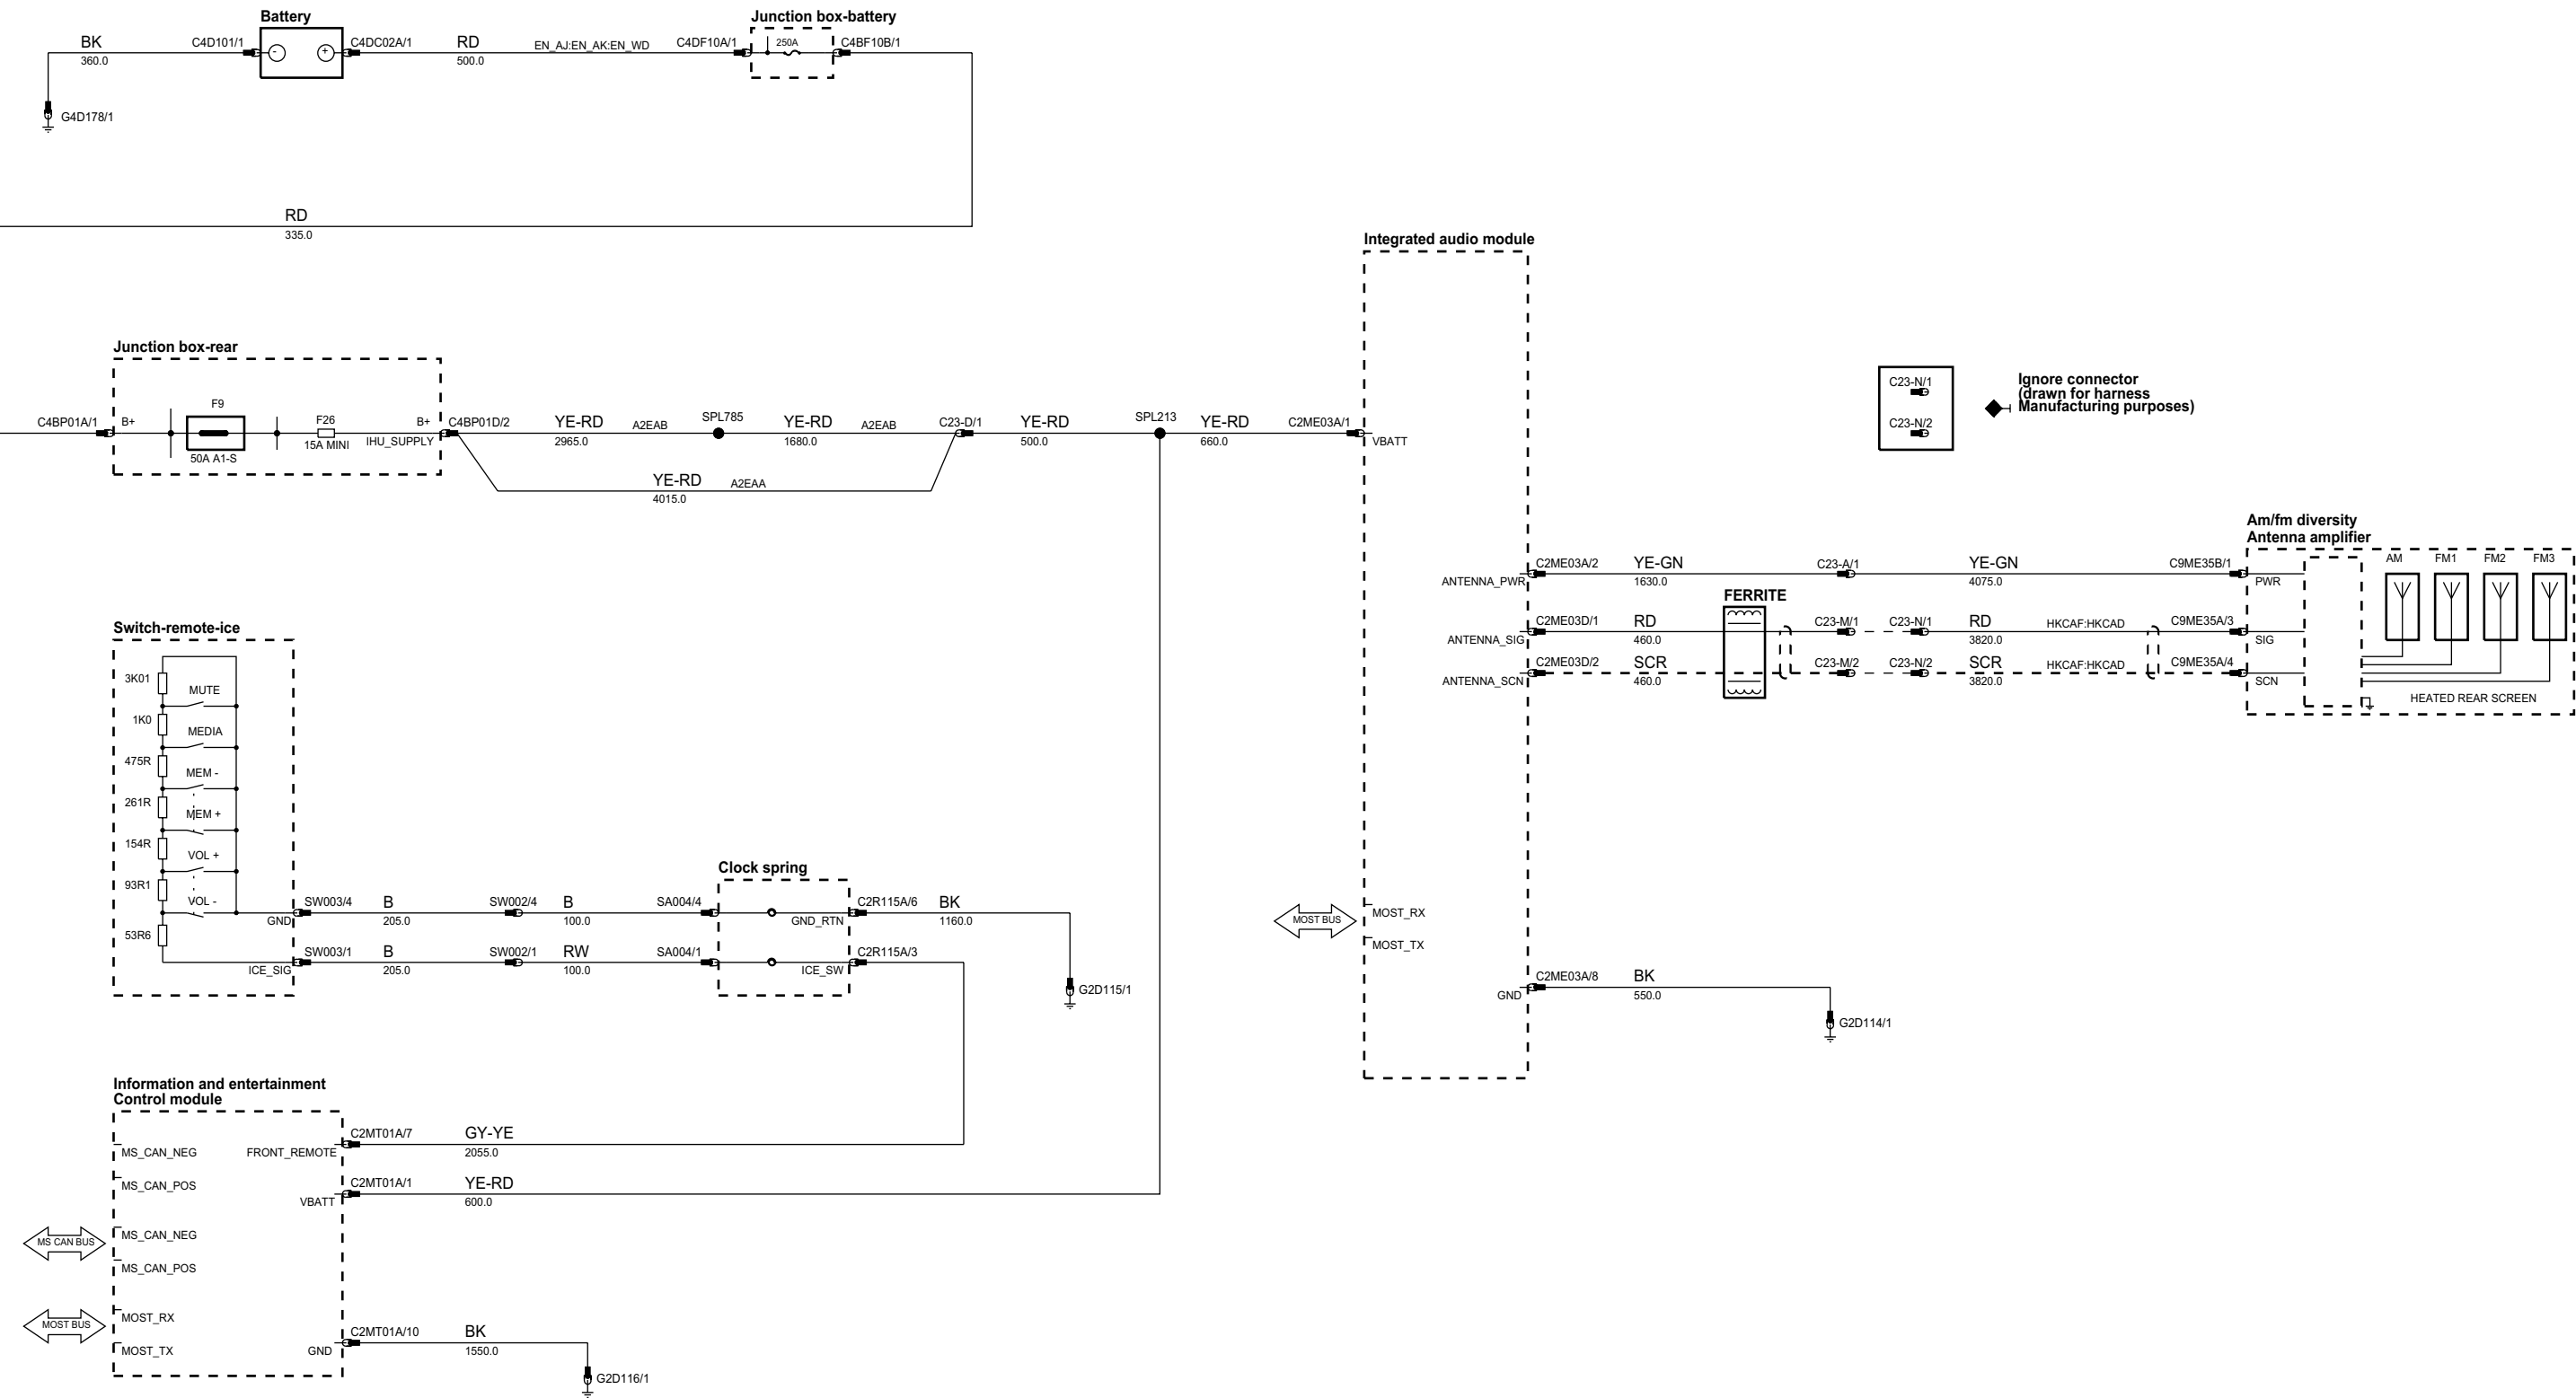 Battery
Junction box-battery
BK
360.0
C4D101/1
-
+
C4DC02A/1
RD
500.0
EN_AJ:EN_AK:EN_WD
C4DF10A/1
250A
C4BF10B/1
G4D178/1
RD
335.0
Junction box-rear
C4BP01A/1
B+
F9
50A A1-S
F26
15A MINI
B+
IHU_SUPPLY
C4BP01D/2
YE-RD
2965.0
A2EAB
SPL785
YE-RD
1680.0
A2EAB
C23-D/1
YE-RD
500.0
SPL213
YE-RD
660.0
C2ME03A/1
YE-RD
4015.0
A2EAA
Integrated audio module
VBATT
C23-N/1
C23-N/2
Ignore connector
(drawn for harness
Manufacturing purposes)
ANTENNA_PWR
C2ME03A/2
YE-GN
1630.0
C23-A/1
YE-GN
4075.0
C9ME35B/1
PWR
FERRITE
ANTENNA_SIG
C2ME03D/1
RD
460.0
C23-M/1
C23-N/1
RD
3820.0
HKCAF:HKCAD
C9ME35A/3
SIG
ANTENNA_SCN
C2ME03D/2
SCR
460.0
C23-M/2
C23-N/2
SCR
3820.0
HKCAF:HKCAD
C9ME35A/4
SCN
Am/fm diversity
Antenna amplifier
AM
FM1
FM2
FM3
HEATED REAR SCREEN
MOST BUS
MOST_RX
MOST_TX
GND
C2ME03A/8
BK
550.0
G2D114/1
Switch-remote-ice
3K01
MUTE
1K0
MEDIA
475R
MEM -
261R
MEM +
154R
VOL +
93R1
VOL -
53R6
GND
SW003/4
B
205.0
SW002/4
B
100.0
SA004/4
Clock spring
GND_RTN
C2R115A/6
BK
1160.0
G2D115/1
ICE_SIG
SW003/1
B
205.0
SW002/1
RW
100.0
SA004/1
ICE_SW
C2R115A/3
Information and entertainment
Control module
MS_CAN_NEG
FRONT_REMOTE
C2MT01A/7
GY-YE
2055.0
MS_CAN_POS
VBATT
C2MT01A/1
YE-RD
600.0
MS CAN BUS
MS_CAN_NEG
MS_CAN_POS
MOST BUS
MOST_RX
MOST_TX
GND
C2MT01A/10
BK
1550.0
G2D116/1